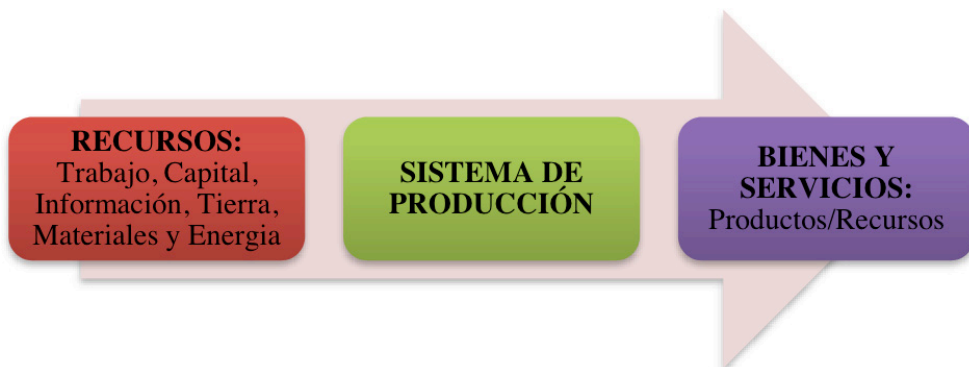 RECURSOS:
Trabajo, Capital,
Información, Tierra,
Materiales y Energia
SISTEMA DE
PRODUCCIÓN
BIENES Y
SERVICIOS:
Productos/Recursos